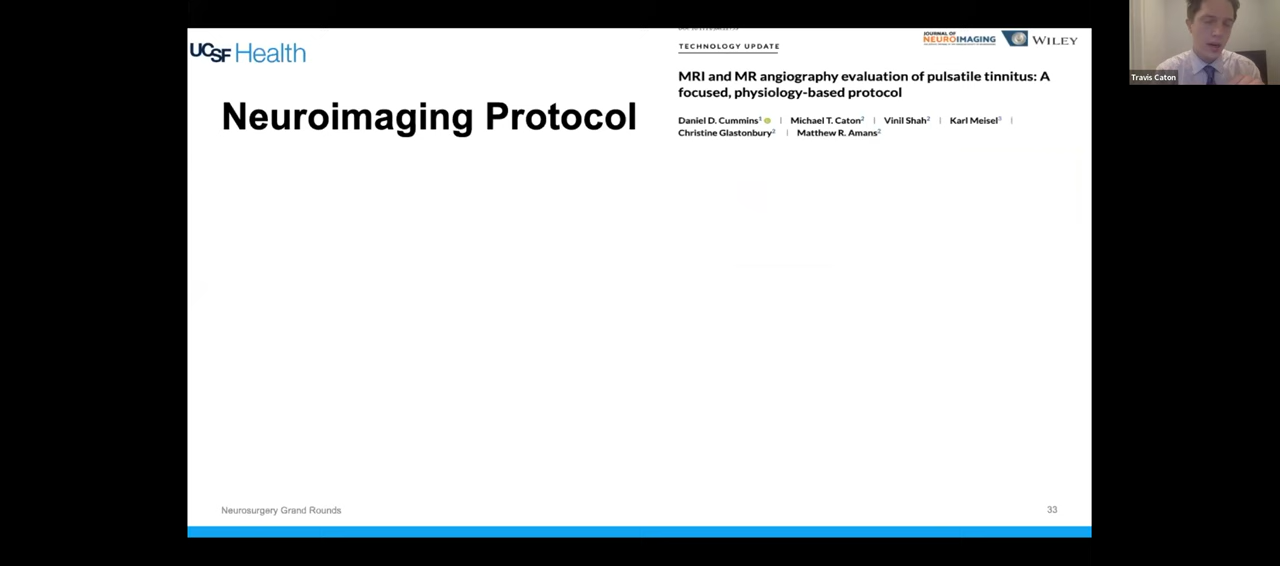 UCSF Health
TECHNOLOGY UPDATE
JOURNAL OF
NEUROIMAGING
WILEY
Neuroimaging Protocol
MRI and MR angiography evaluation of pulsatile tinnitus: A
focused, physiology-based protocol
Daniel D. Cummins1 | Michael T. Caton2 | Vinil Shah2 | Karl Meisel3 |
Christine Glastonbury2 | Matthew R. Amans2
Travis Caton
Neurosurgery Grand Rounds
33